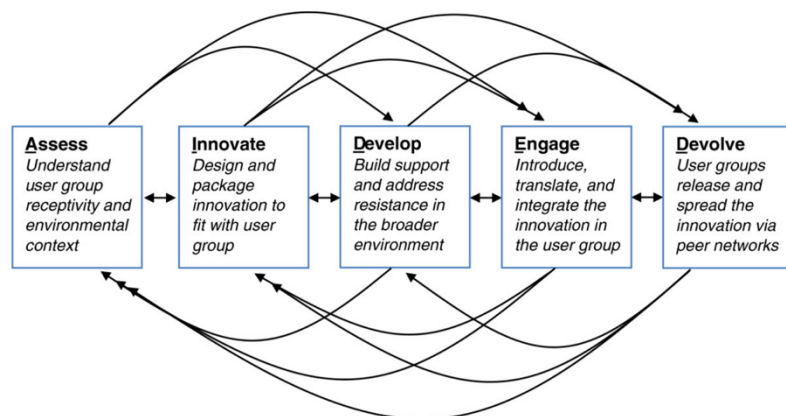 Assess
Understand
user group
receptivity and
environmental
context
Innovate
Design and
package
innovation to
fit with user
group
Develop
Build support
and address
resistance in
the broader
environment
Engage
Introduce,
translate, and
integrate the
innovation in
the user group
Devolve
User groups
release and
spread the
innovation via
peer networks